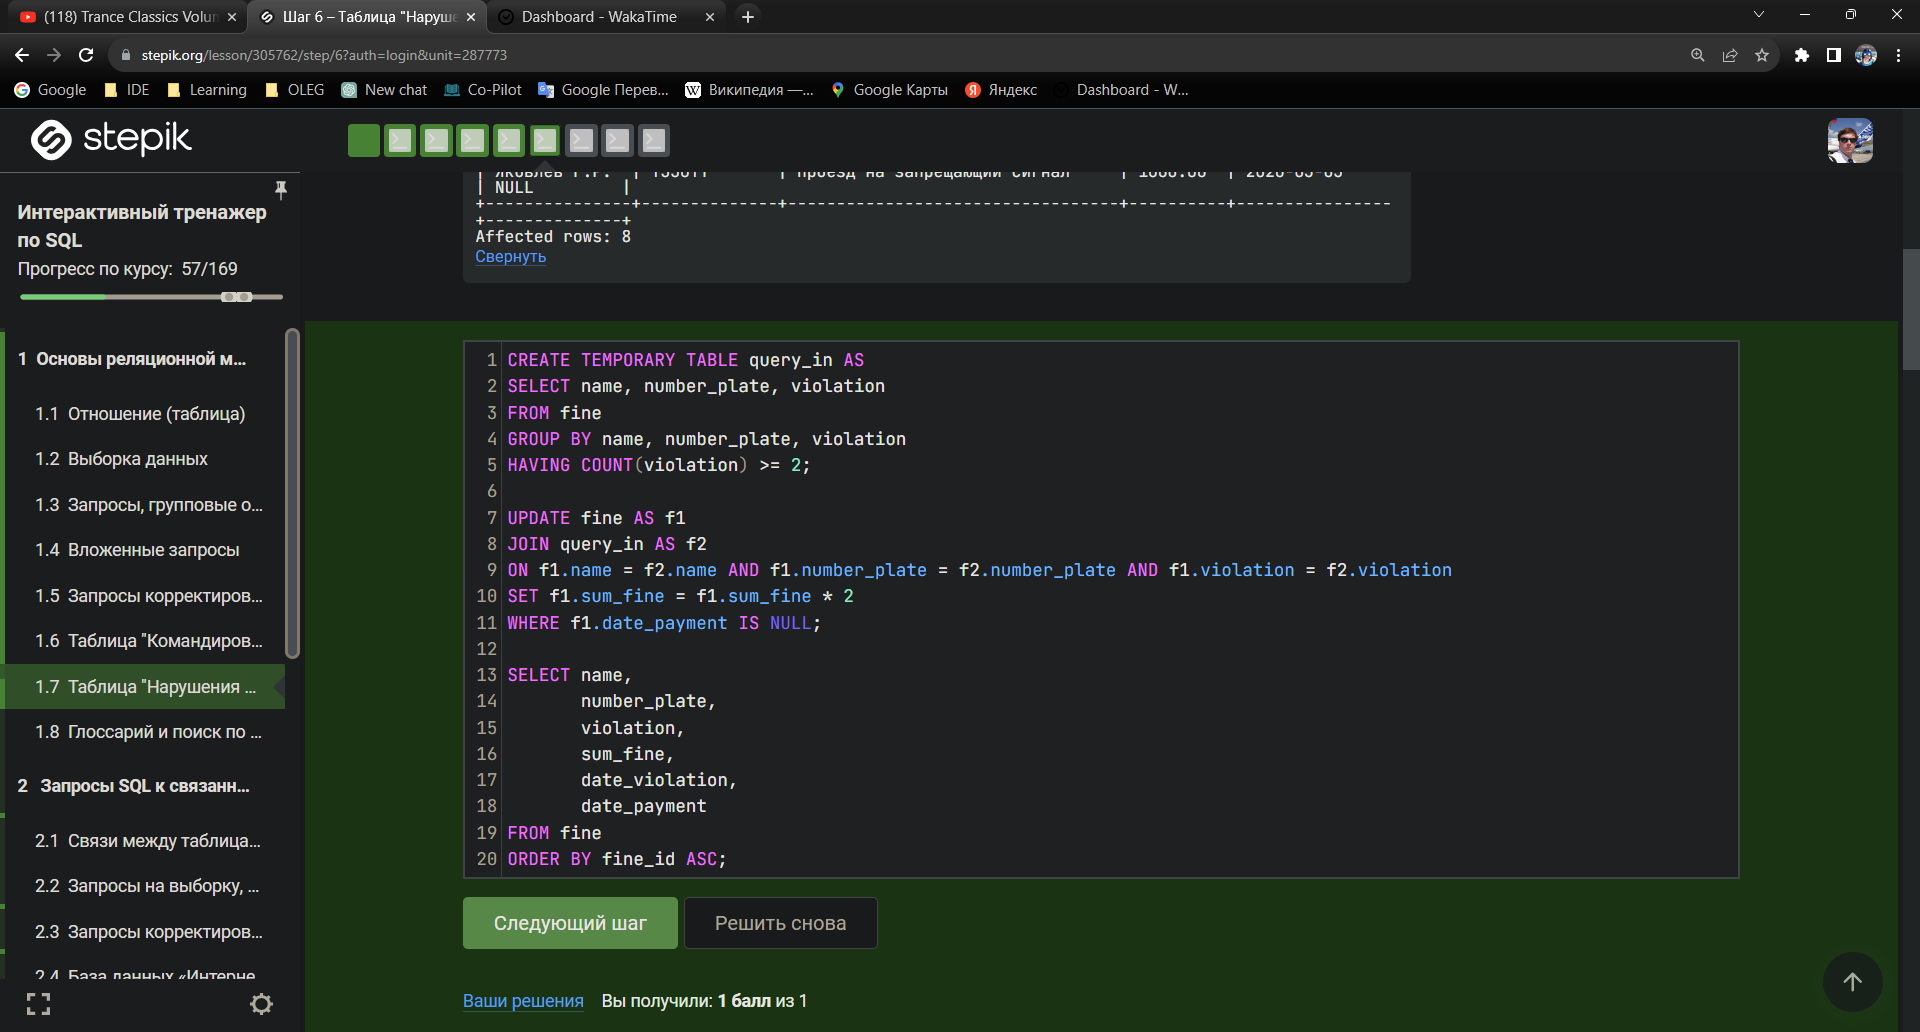 (118) Trance Classics Volun
Шаг 6 – Таблица "Наруше
Dashboard - WakaTime
stepik.org/lesson/305762/step/6?auth=login&unit=287773
Google
IDE
Learning
OLEG
New chat
Co-Pilot
Google Перев...
Википедия —...
Google Карты
Яндекс
Dashboard - W...
stepik
Интерактивный тренажер
по SQL
Прогресс по курсу: 57/169
1 Основы реляционной м...
1.1 Отношение (таблица)
1.2 Выборка данных
1.3 Запросы, групповые о...
1.4 Вложенные запросы
1.5 Запросы корректиров...
1.6 Таблица "Командиров...
1.7 Таблица "Нарушения ...
1.8 Глоссарий и поиск по ...
2 Запросы SQL к связанн...
2.1 Связи между таблица...
2.2 Запросы на выборку, ...
2.3 Запросы корректиров...
2.4 База данных «Интерне
| Яковлев Г.Р. | | проезд на запрещающий сигнал | 1000.00 |
| NULL |
+--------------+-------------+--------------------------------+----------+---------------
+--------------+
Affected rows: 8
Свернуть
1 CREATE TEMPORARY TABLE query_in AS
2 SELECT name, number_plate, violation
3 FROM fine
4 GROUP BY name, number_plate, violation
5 HAVING COUNT(violation) >= 2;
6
7 UPDATE fine AS f1
8 JOIN query_in AS f2
9 ON f1.name = f2.name AND f1.number_plate = f2.number_plate AND f1.violation = f2.violation
10 SET f1.sum_fine = f1.sum_fine * 2
11 WHERE f1.date_payment IS NULL;
12
13 SELECT name,
14 number_plate,
15 violation,
16 sum_fine,
17 date_violation,
18 date_payment
19 FROM fine
20 ORDER BY fine_id ASC;
Следующий шаг
Решить снова
Ваши решения Вы получили: 1 балл из 1